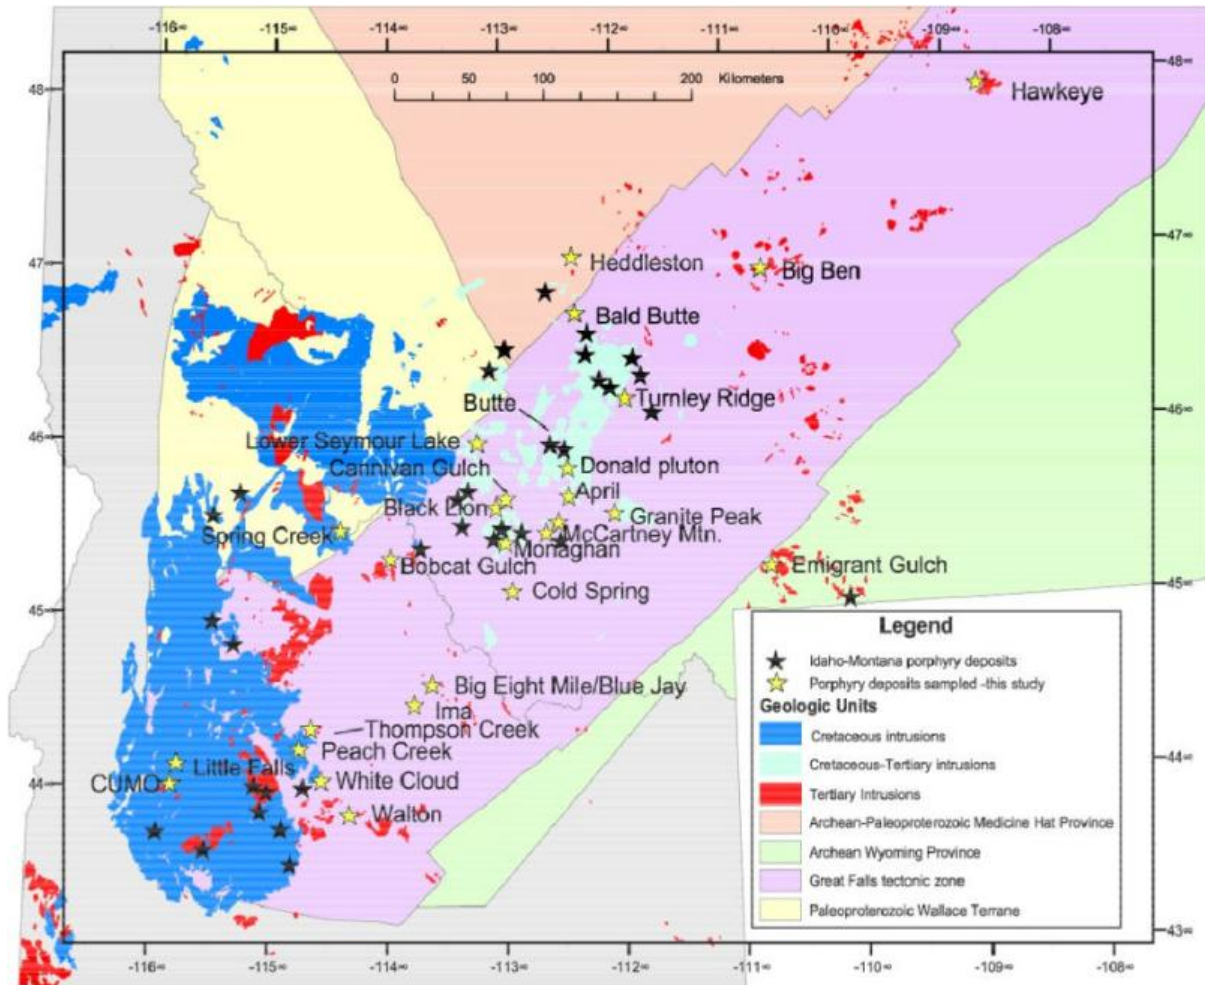 -116°° -115°° -114°° -113°° -112°° -111°° -110°° -109°° -108°°
0 50 100 200 Kilometers
48°°
48°°
Hawkeye
47°°
47°°
Heddleston
Big Ben
Bald Butte
Butte
Turnley Ridge
46°°
46°°
Lower Seymour Lake
Cannivan Gulch
Donald pluton
April
Black Lion
Granite Peak
Spring Creek
McCartney Mtn.
Monaghan
Bobcat Gulch
Emigrant Gulch
Cold Spring
45°°
45°°
Big Eight Mile/Blue Jay
Ima
Thompson Creek
Peach Creek
Little Falls
White Cloud
CUMO
Walton
44°°
44°°
43°°
Legend
Idaho-Montana porphyry deposits
Porphyry deposits sampled -this study
Geologic Units
Cretaceous intrusions
Cretaceous-Tertiary intrusions
Tertiary Intrusions
Archean-Paleoproterozoic Medicine Hat Province
Archean Wyoming Province
Great Falls tectonic zone
Paleoproterozoic Wallace Terrane
-116°° -115°° -114°° -113°° -112°° -111°° -110°° -109°° -108°°